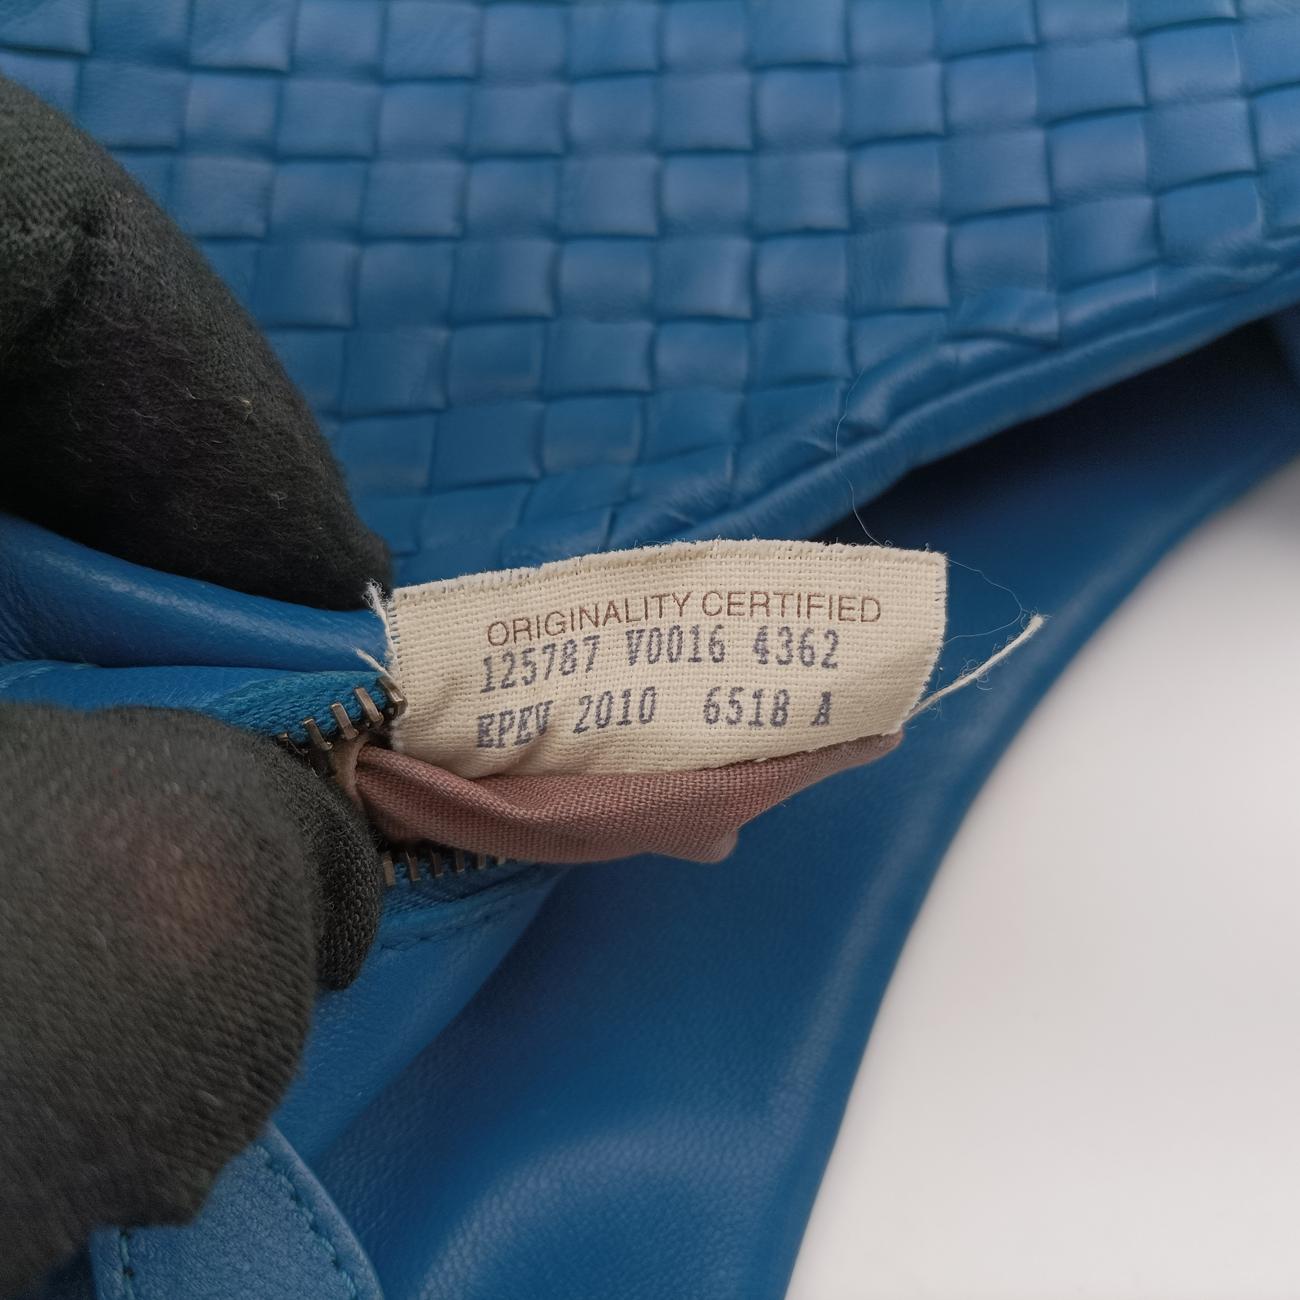 ORIGINALITY CERTIFIED
125787 V0016 4362
EPEV 2010 6518 A